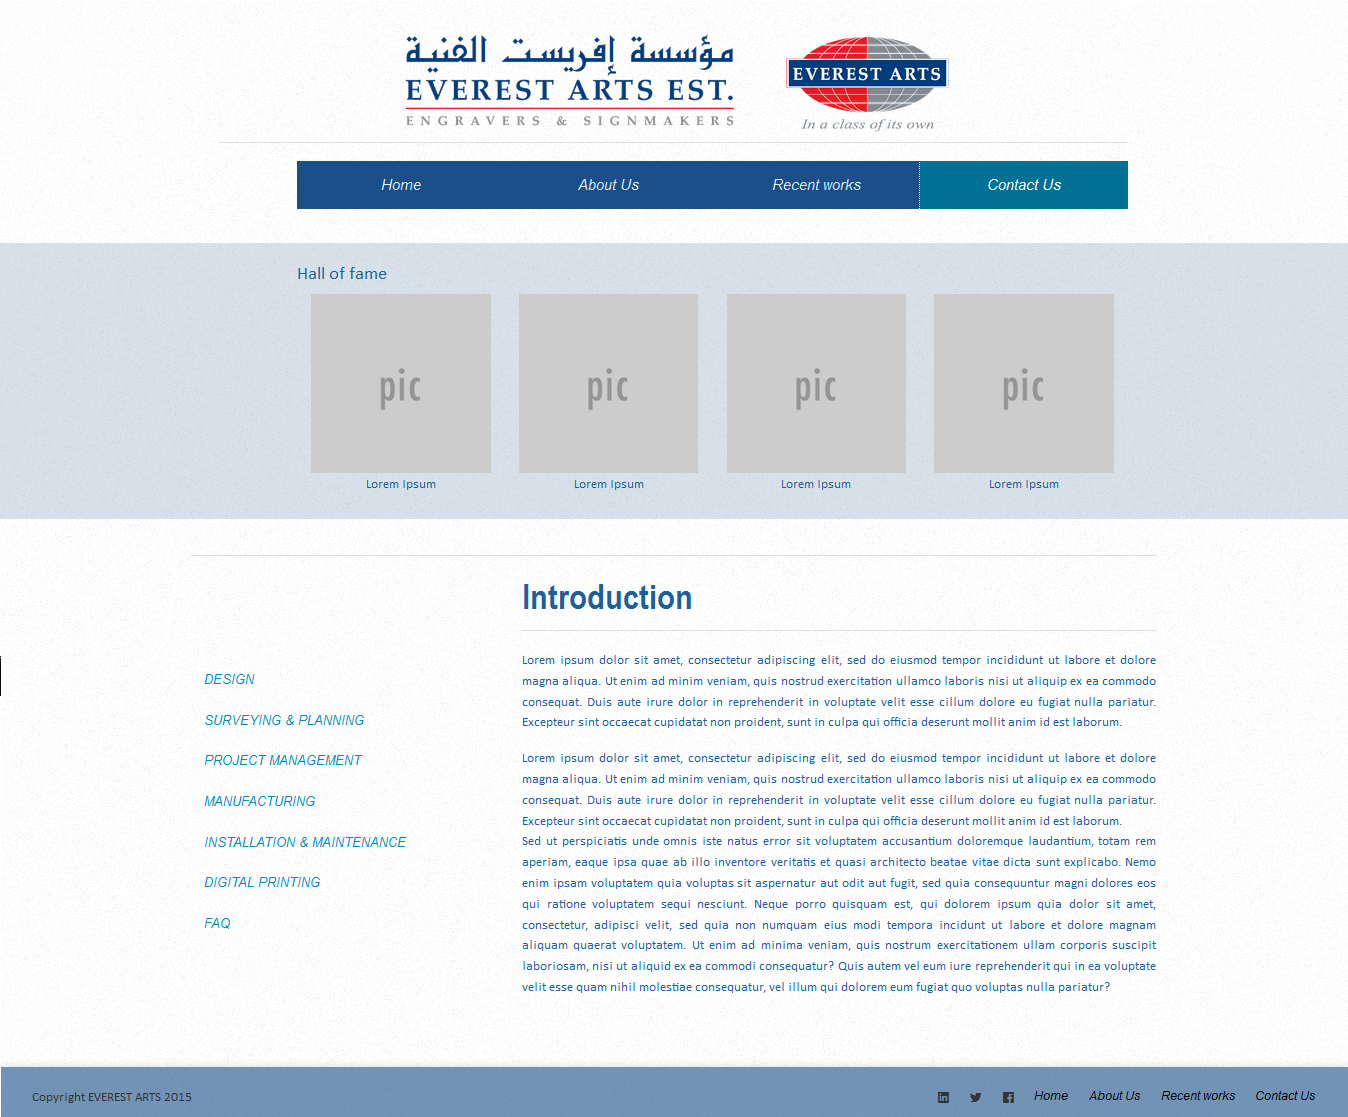 مؤسسة إفريست الفنية
EVEREST ARTS EST.
ENGRAVERS & SIGNMAKERS
EVEREST ARTS
In a class of its own
Home About Us Recent works Contact Us
Hall of fame
pic pic pic pic
Lorem Ipsum Lorem Ipsum Lorem Ipsum Lorem Ipsum
DESIGN
SURVEYING & PLANNING
PROJECT MANAGEMENT
MANUFACTURING
INSTALLATION & MAINTENANCE
DIGITAL PRINTING
FAQ
Introduction
Lorem ipsum dolor sit amet, consectetur adipiscing elit, sed do eiusmod tempor incididunt ut labore et dolore
magna aliqua. Ut enim ad minim veniam, quis nostrud exercitation ullamco laboris nisi ut aliquip ex ea commodo
consequat. Duis aute irure dolor in reprehenderit in voluptate velit esse cillum dolore eu fugiat nulla pariatur.
Excepteur sint occaecat cupidatat non proident, sunt in culpa qui officia deserunt mollit anim id est laborum.
Lorem ipsum dolor sit amet, consectetur adipiscing elit, sed do eiusmod tempor incididunt ut labore et dolore
magna aliqua. Ut enim ad minim veniam, quis nostrud exercitation ullamco laboris nisi ut aliquip ex ea commodo
consequat. Duis aute irure dolor in reprehenderit in voluptate velit esse cillum dolore eu fugiat nulla pariatur.
Excepteur sint occaecat cupidatat non proident, sunt in culpa qui officia deserunt mollit anim id est laborum.
Sed ut perspiciatis unde omnis iste natus error sit voluptatem accusantium doloremque laudantium, totam rem
aperiam, eaque ipsa quae ab illo inventore veritatis et quasi architecto beatae vitae dicta sunt explicabo. Nemo
enim ipsam voluptatem quia voluptas sit aspernatur aut odit aut fugit, sed quia consequuntur magni dolores eos
qui ratione voluptatem sequi nesciunt. Neque porro quisquam est, qui dolorem ipsum quia dolor sit amet,
consectetur, adipisci velit, sed quia non numquam eius modi tempora incidunt ut labore et dolore magnam
aliquam quaerat voluptatem. Ut enim ad minima veniam, quis nostrum exercitationem ullam corporis suscipit
laboriosam, nisi ut aliquid ex ea commodi consequatur? Quis autem vel eum iure reprehenderit qui in ea voluptate
velit esse quam nihil molestiae consequatur, vel illum qui dolorem eum fugiat quo voluptas nulla pariatur?
Copyright EVEREST ARTS 2015 Home About Us Recent works Contact Us